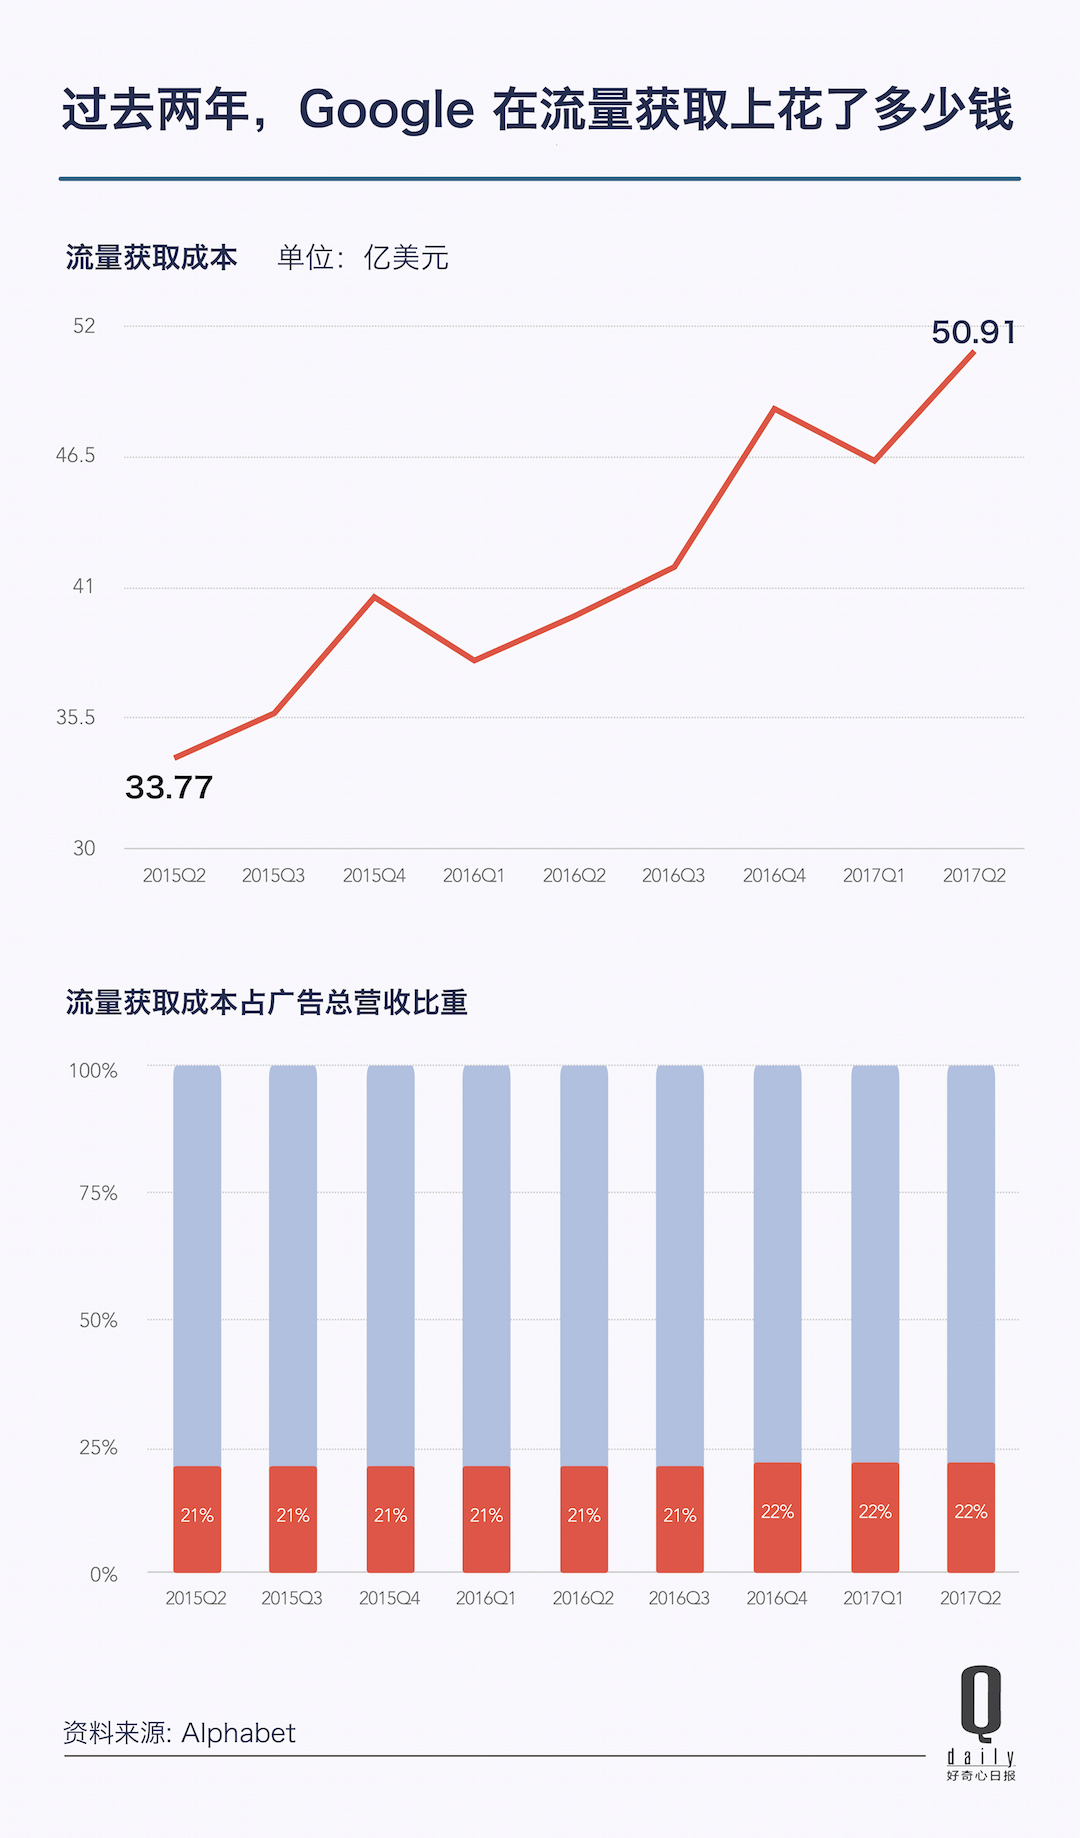 过去两年，Google 在流量获取上花了多少钱
流量获取成本 单位：亿美元
52
50.91
46.5
41
35.5
33.77
30
2015Q2 2015Q3 2015Q4 2016Q1 2016Q2 2016Q3 2016Q4 2017Q1 2017Q2
流量获取成本占广告总营收比重
100%
75%
50%
25%
21% 21% 21% 21% 21% 21% 22% 22% 22%
0%
2015Q2 2015Q3 2015Q4 2016Q1 2016Q2 2016Q3 2016Q4 2017Q1 2017Q2
资料来源: Alphabet
Q
daily
好奇心日报